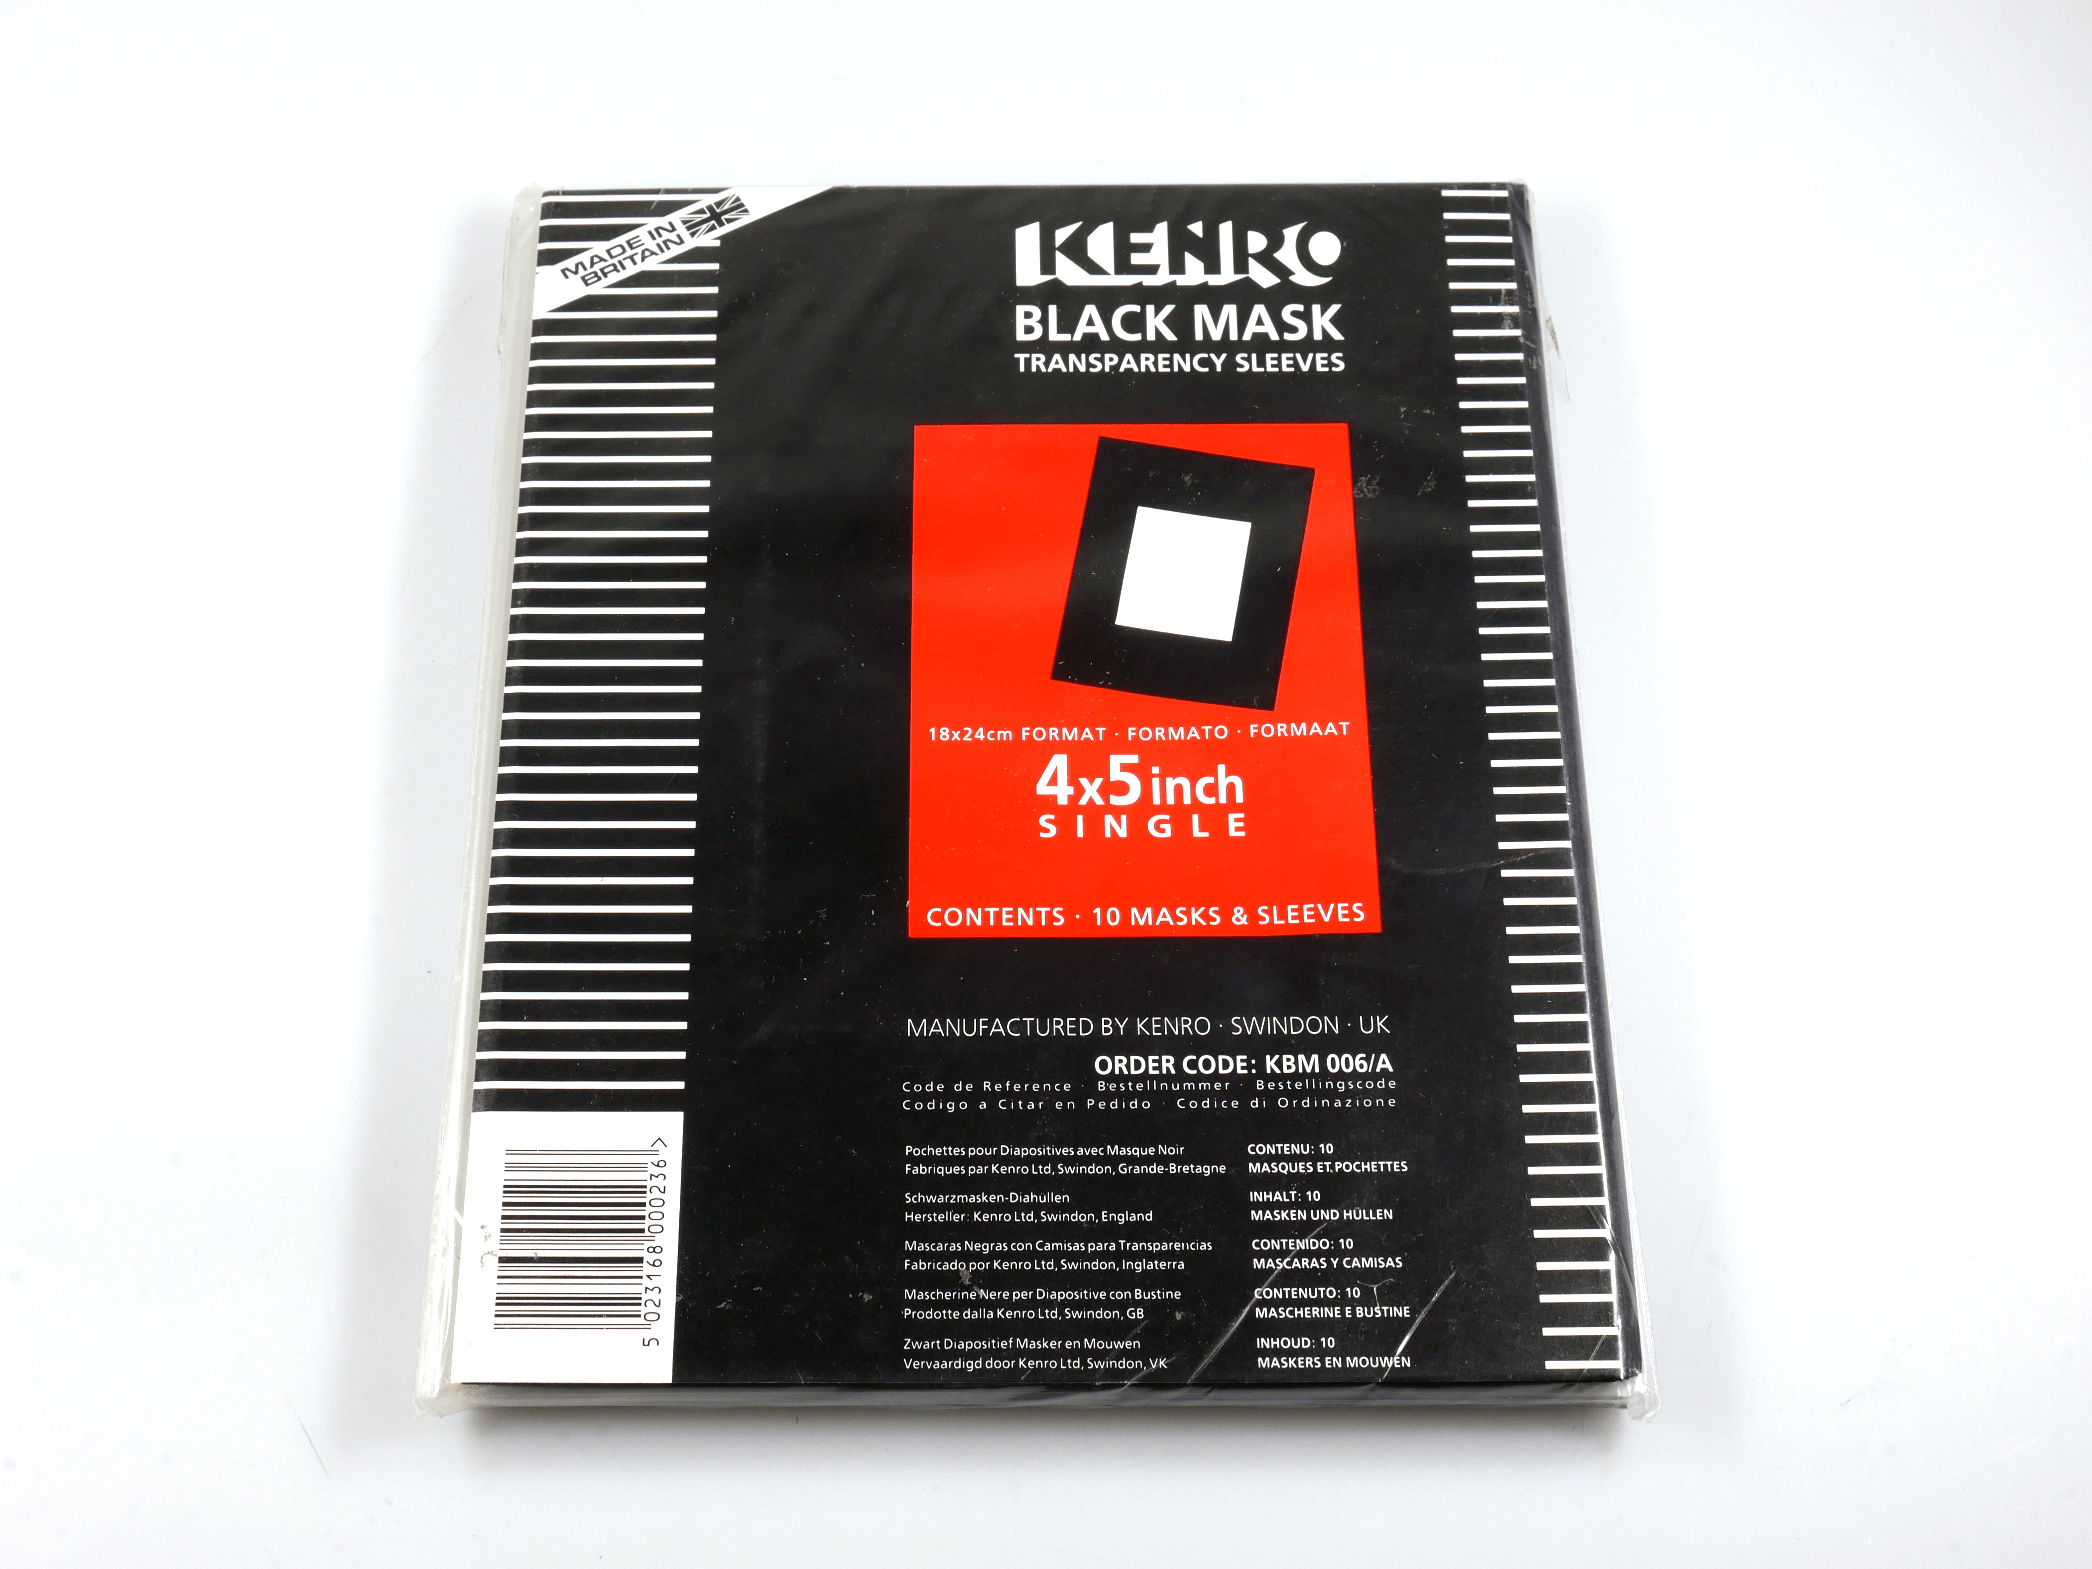 MADE IN
BRITAIN
KENRO
BLACK MASK
TRANSPARENCY SLEEVES
18x24cm FORMAT · FORMATO · FORMAAT
4x5 inch
SINGLE
CONTENTS · 10 MASKS & SLEEVES
MANUFACTURED BY KENRO · SWINDON · UK
ORDER CODE: KBM 006/A
Code de Reference · Bestellnummer · Bestellingscode
Codigo a Citar en Pedido · Codice di Ordinazione
Pochettes pour Diapositives avec Masque Noir
Fabriques par Kenro Ltd, Swindon, Grande-Bretagne
CONTENU: 10
MASQUES ET POCHETTES
Schwarzmasken-Diahüllen
Hersteller: Kenro Ltd, Swindon, England
INHALT: 10
MASKEN UND HÜLLEN
Mascaras Negras con Camisas para Transparencias
Fabricado por Kenro Ltd, Swindon, Inglaterra
CONTENIDO: 10
MASCARAS Y CAMISAS
Mascherine Nere per Diapositive con Bustine
Prodotte dalla Kenro Ltd, Swindon, GB
CONTENUTO: 10
MASCHERINE E BUSTINE
Zwart Diapositief Masker en Mouwen
Vervaardigd door Kenro Ltd, Swindon, VK
INHOUD: 10
MASKERS EN MOUWEN
5 023168 000236 >